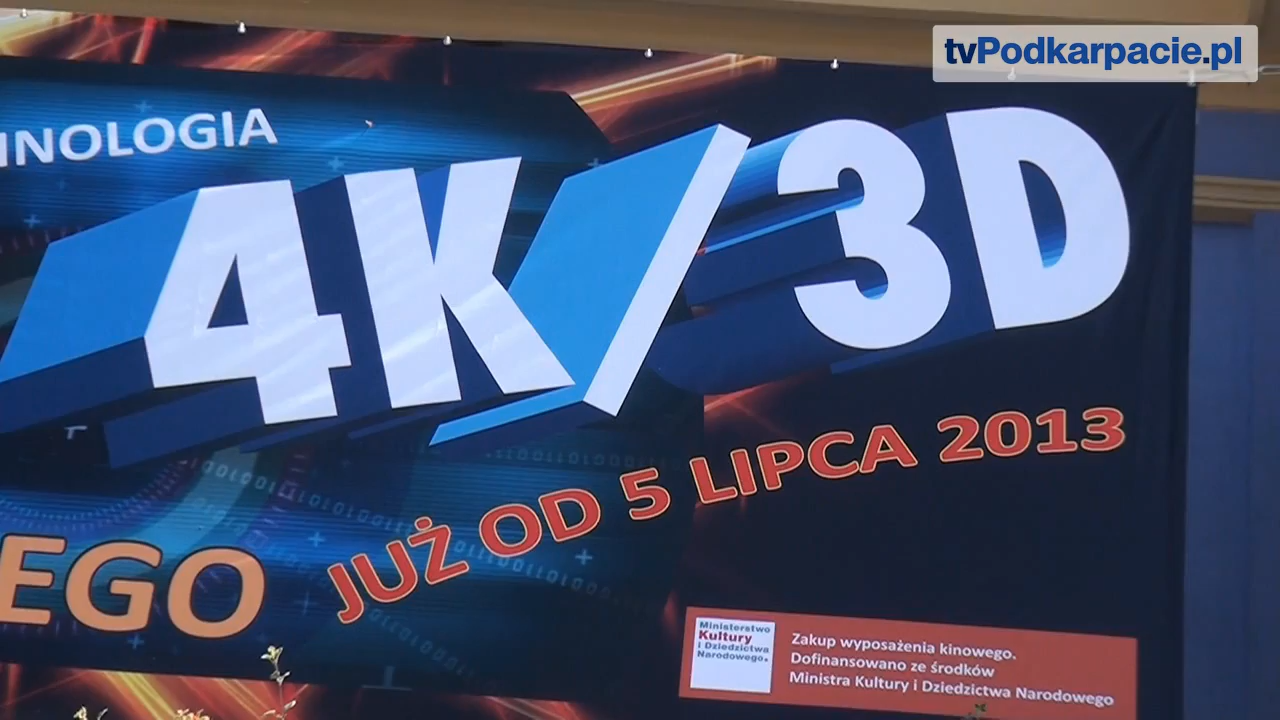 tvPodkarpacie.pl
INOLOGIA
4K/3D
JUŻ OD 5 LIPCA 2013
EGO
Ministerstwo
Kultury
i Dziedzictwa
Narodowego.
Zakup wyposażenia kinowego.
Dofinansowano ze środków
Ministra Kultury i Dziedzictwa Narodowego